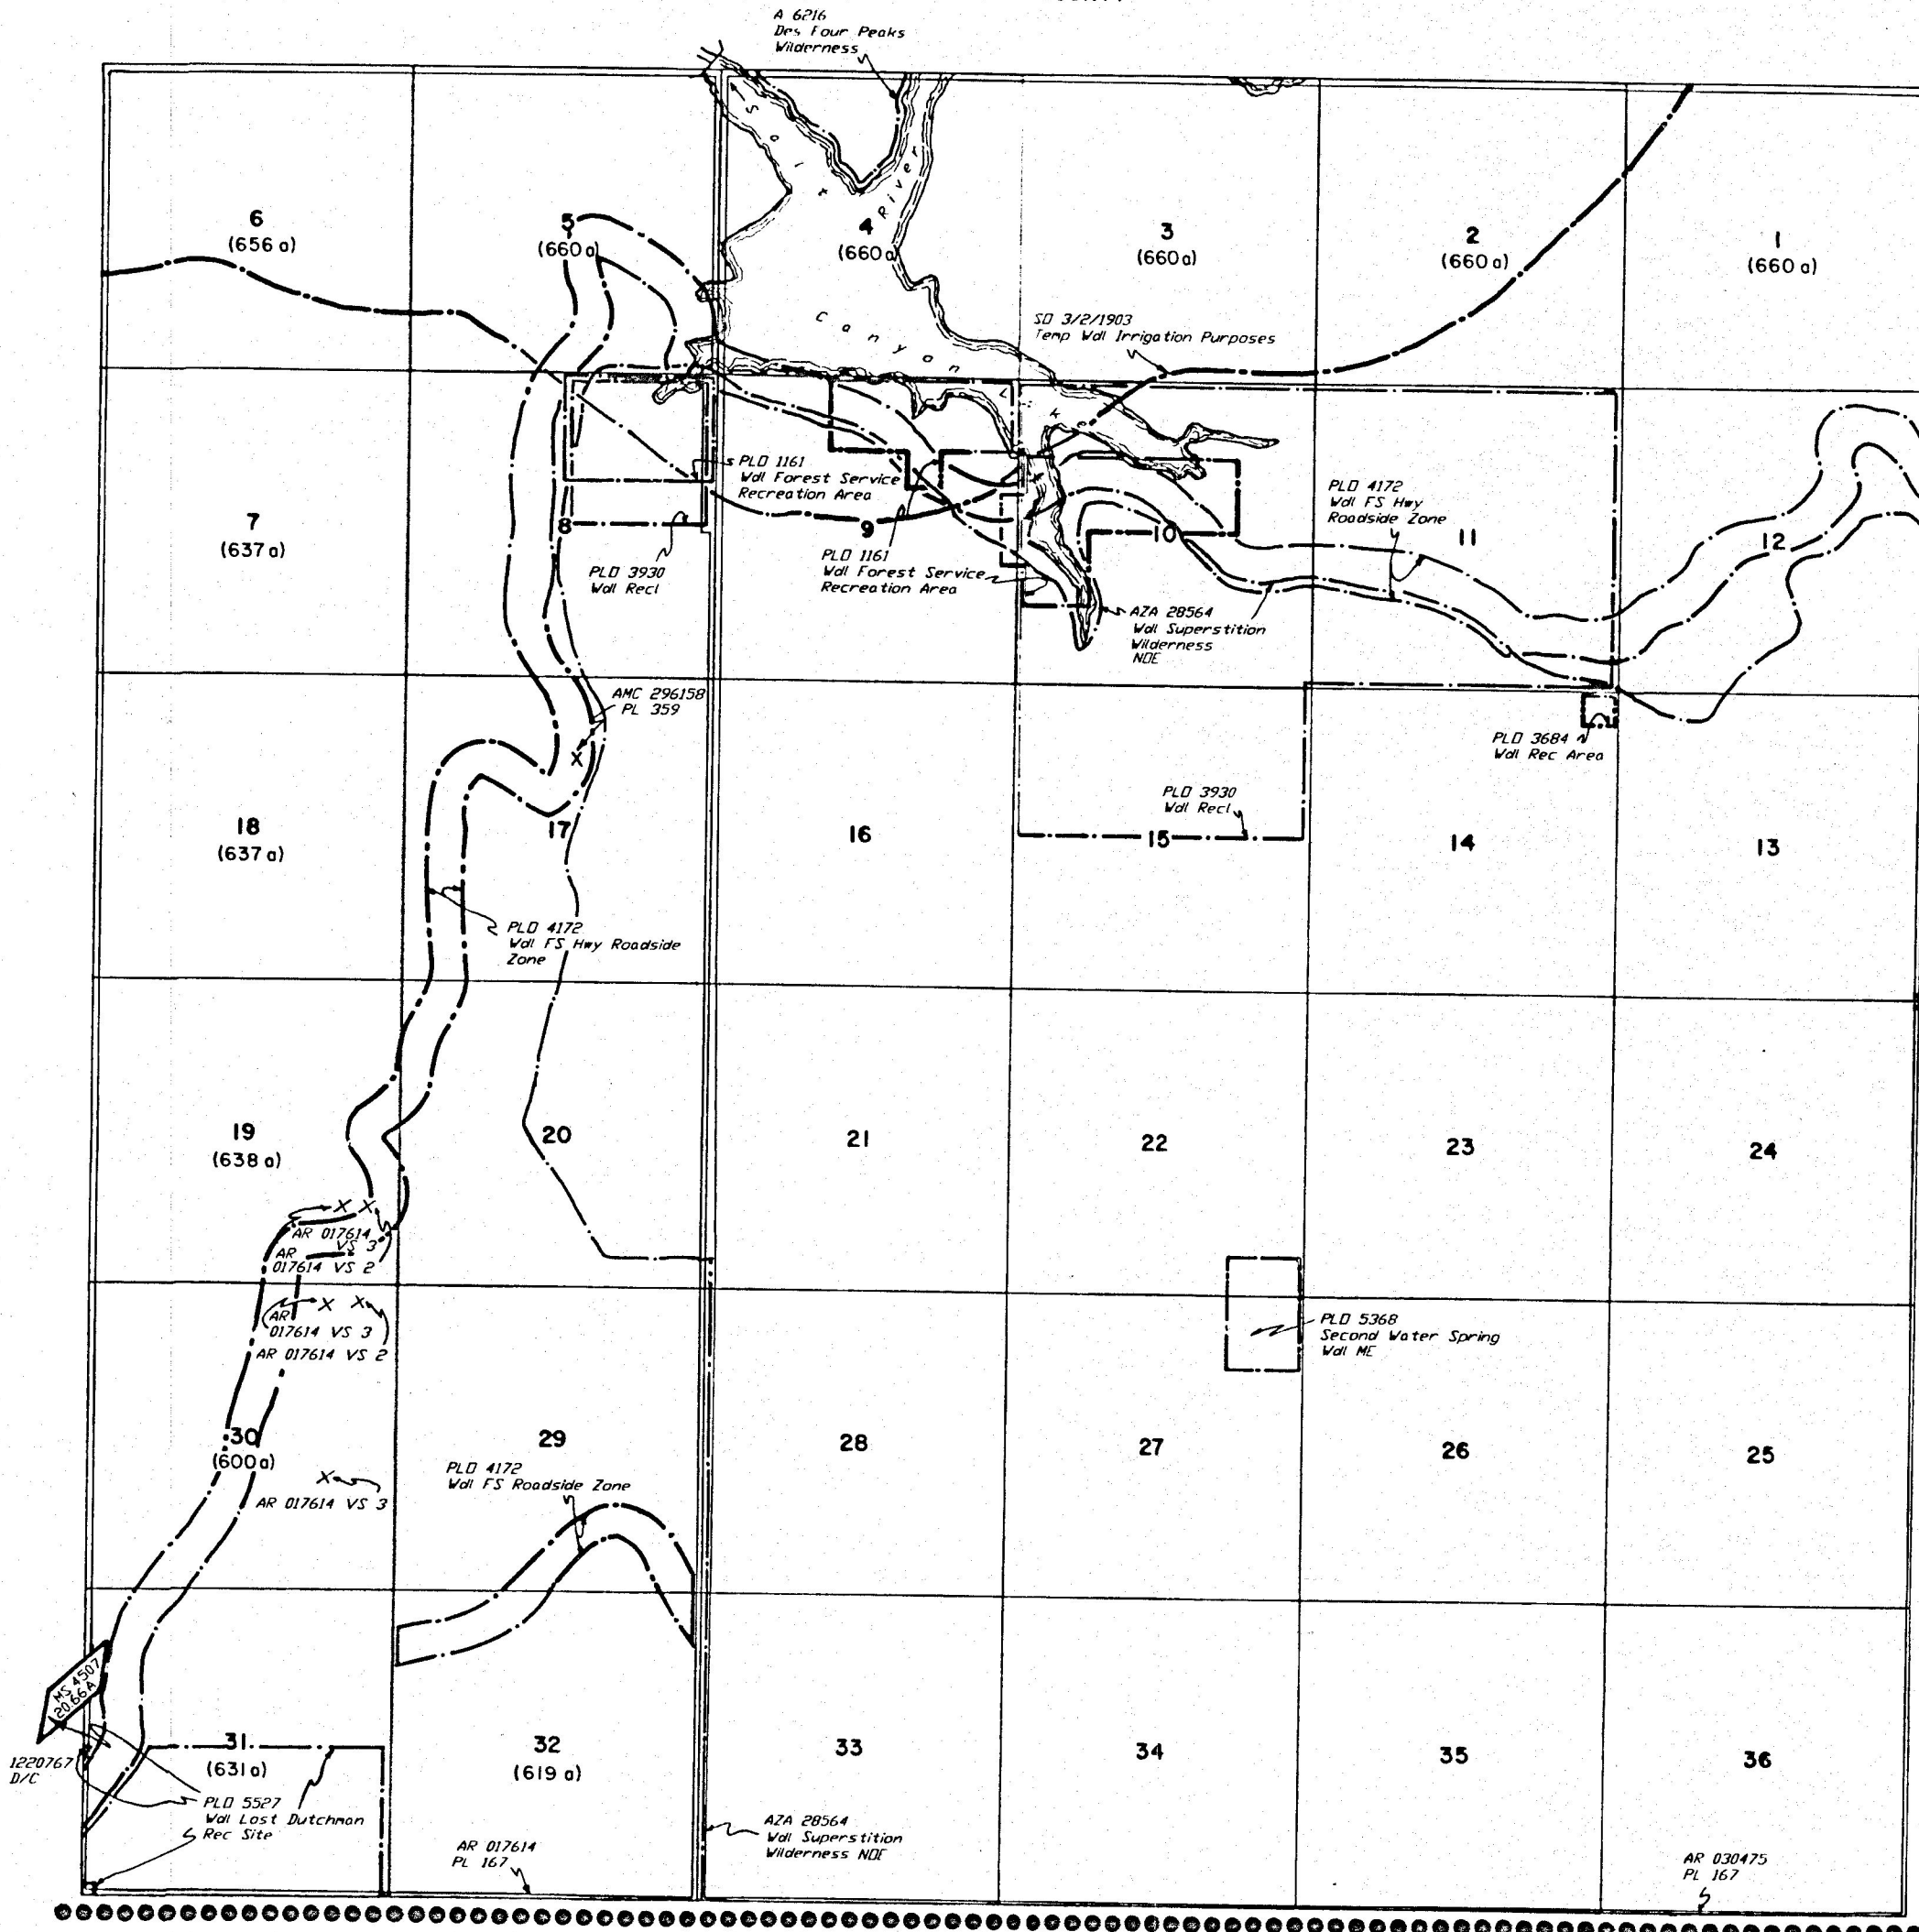 A 6216
Des Four Peaks
Wilderness
Salt
River
Canyon
6
(656 a)
5
(660 a)
4
(660 a)
3
(660 a)
2
(660 a)
1
(660 a)
SO 3/2/1903
Temp Wdl Irrigation Purposes
7
(637 a)
8
9
10
11
12
PLO 1161
Wdl Forest Service
Recreation Area
PLO 3930
Wdl Recl
PLO 1161
Wdl Forest Service
Recreation Area
PLO 4172
Wdl FS Hwy
Roadside Zone
AZA 28564
Wdl Superstition
Wilderness
NOE
AMC 296158
PL 359
PLO 3684
Wdl Rec Area
PLO 3930
Wdl Recl
18
(637 a)
17
16
15
14
13
PLO 4172
Wdl FS Hwy Roadside
Zone
19
(638 a)
20
21
22
23
24
AR 017614
VS 3
AR
017614 VS 2
AR
017614 VS 3
AR 017614 VS 2
PLO 5368
Second Water Spring
Wdl ME
30
(600 a)
29
28
27
26
25
AR 017614 VS 3
PLO 4172
Wdl FS Roadside Zone
MS 4507
20.66 A
1220767
D/C
31
(631 a)
32
(619 a)
33
34
35
36
PLO 5527
Wdl Lost Dutchman
Rec Site
AR 017614
PL 167
AZA 28564
Wdl Superstition
Wilderness NOE
AR 030475
PL 167